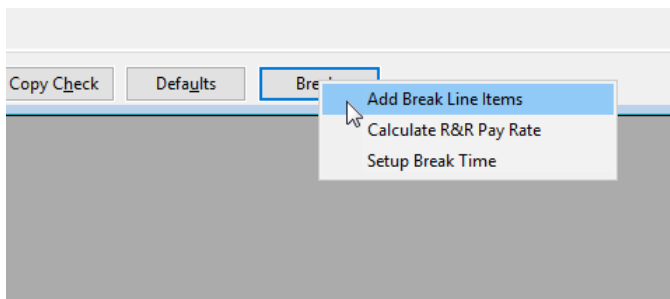 Copy Check
Defaults
Add Break Line Items
Calculate R&R Pay Rate
Setup Break Time